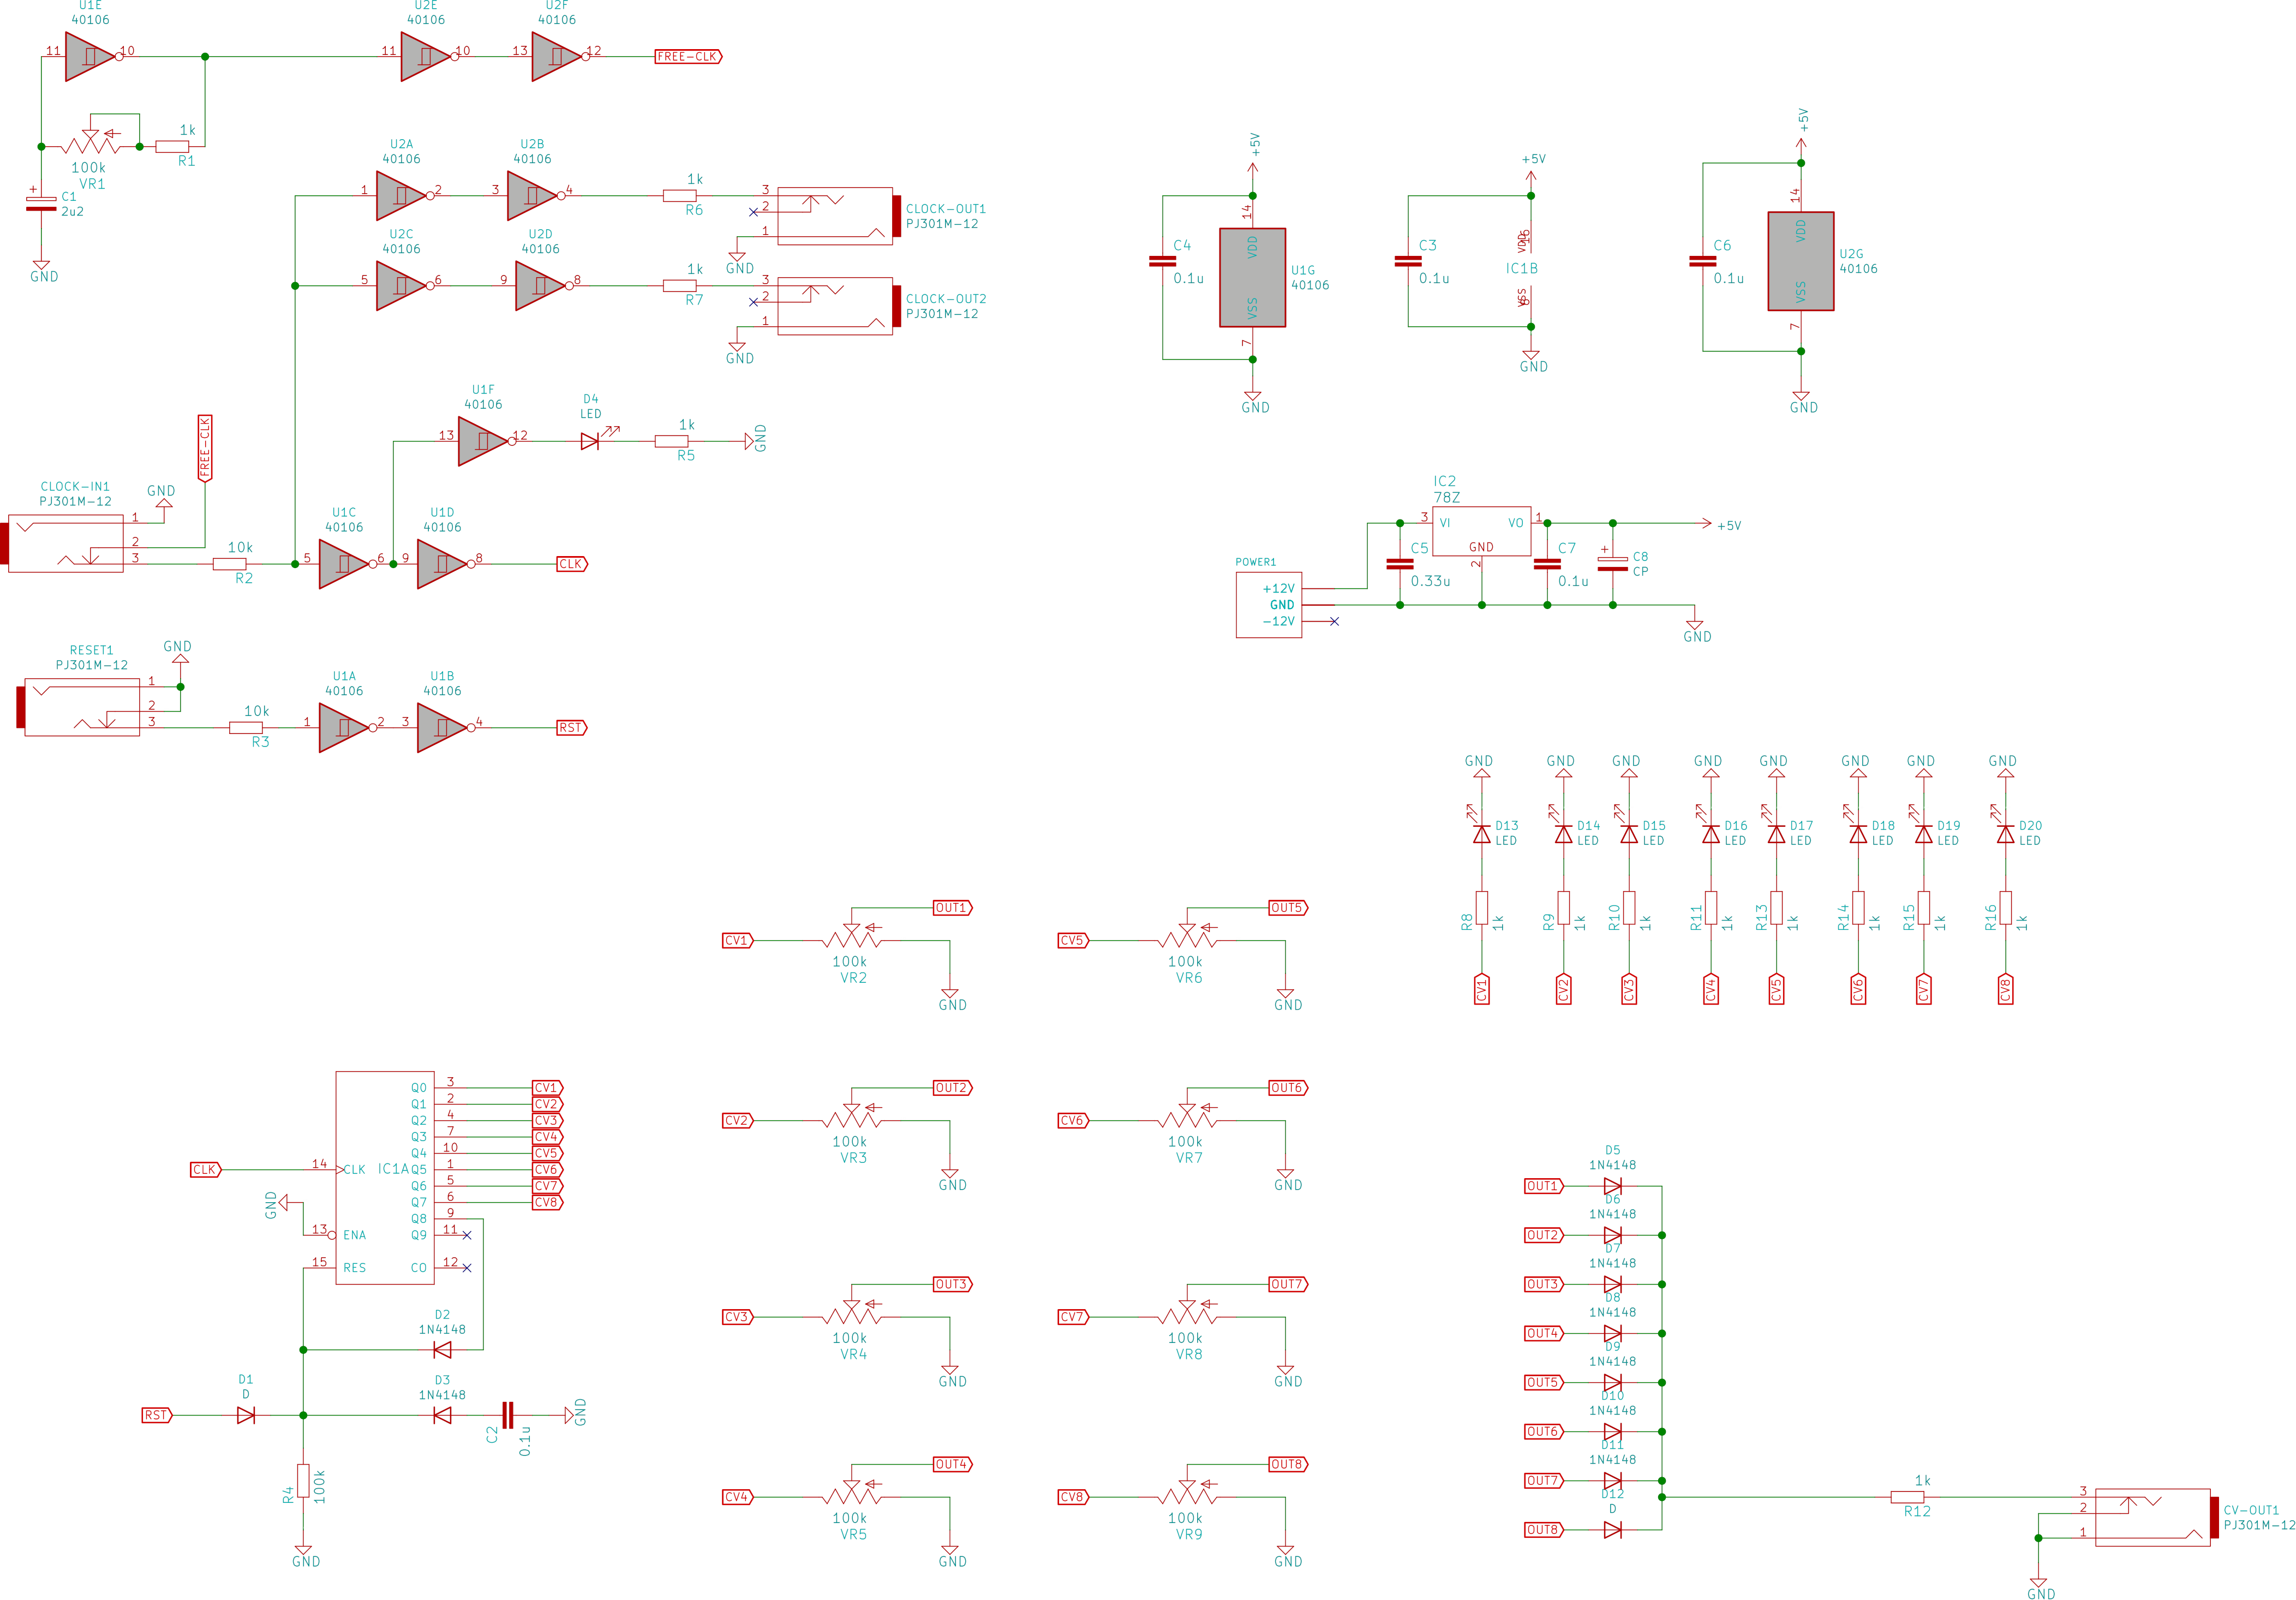 U1E
40106
11
10
U2E
40106
11
10
U2F
40106
13
12
FREE-CLK
1k
R1
100k
VR1
+
C1
2u2
GND
U2A
40106
1
2
U2B
40106
3
4
1k
R6
3
2
1
CLOCK-OUT1
PJ301M-12
GND
U2C
40106
5
6
U2D
40106
9
8
1k
R7
3
2
1
CLOCK-OUT2
PJ301M-12
GND
U1F
40106
13
12
D4
LED
1k
R5
GND
FREE-CLK
CLOCK-IN1
PJ301M-12
GND
1
2
3
10k
R2
U1C
40106
5
6
U1D
40106
9
8
CLK
RESET1
PJ301M-12
GND
1
2
3
10k
R3
U1A
40106
1
2
U1B
40106
3
4
RST
+5V
C4
0.1u
14
VDD
VSS
7
U1G
40106
GND
+5V
C3
0.1u
VDD
16
IC1B
VSS
8
GND
+5V
C6
0.1u
14
VDD
VSS
7
U2G
40106
GND
IC2
78Z
3
VI
VO
1
GND
2
+5V
C5
0.33u
C7
0.1u
+
C8
CP
POWER1
+12V
GND
-12V
GND
GND
GND
GND
GND
GND
GND
GND
GND
D13
LED
D14
LED
D15
LED
D16
LED
D17
LED
D18
LED
D19
LED
D20
LED
R8
1k
R9
1k
R10
1k
R11
1k
R13
1k
R14
1k
R15
1k
R16
1k
CV1
CV2
CV3
CV4
CV5
CV6
CV7
CV8
CV1
OUT1
100k
VR2
GND
CV5
OUT5
100k
VR6
GND
CV2
OUT2
100k
VR3
GND
CV6
OUT6
100k
VR7
GND
CV3
OUT3
100k
VR4
GND
CV7
OUT7
100k
VR8
GND
CV4
OUT4
100k
VR5
GND
CV8
OUT8
100k
VR9
GND
CLK
14
CLK
IC1A
GND
13
ENA
15
RES
Q0
3
CV1
Q1
2
CV2
Q2
4
CV3
Q3
7
CV4
Q4
10
CV5
Q5
1
CV6
Q6
5
CV7
Q7
6
CV8
Q8
9
Q9
11
CO
12
D2
1N4148
RST
D1
D
D3
1N4148
C2
0.1u
GND
R4
100k
GND
D5
1N4148
OUT1
D6
1N4148
OUT2
D7
1N4148
OUT3
D8
1N4148
OUT4
D9
1N4148
OUT5
D10
1N4148
OUT6
D11
1N4148
OUT7
D12
D
OUT8
1k
R12
3
2
1
CV-OUT1
PJ301M-12
GND